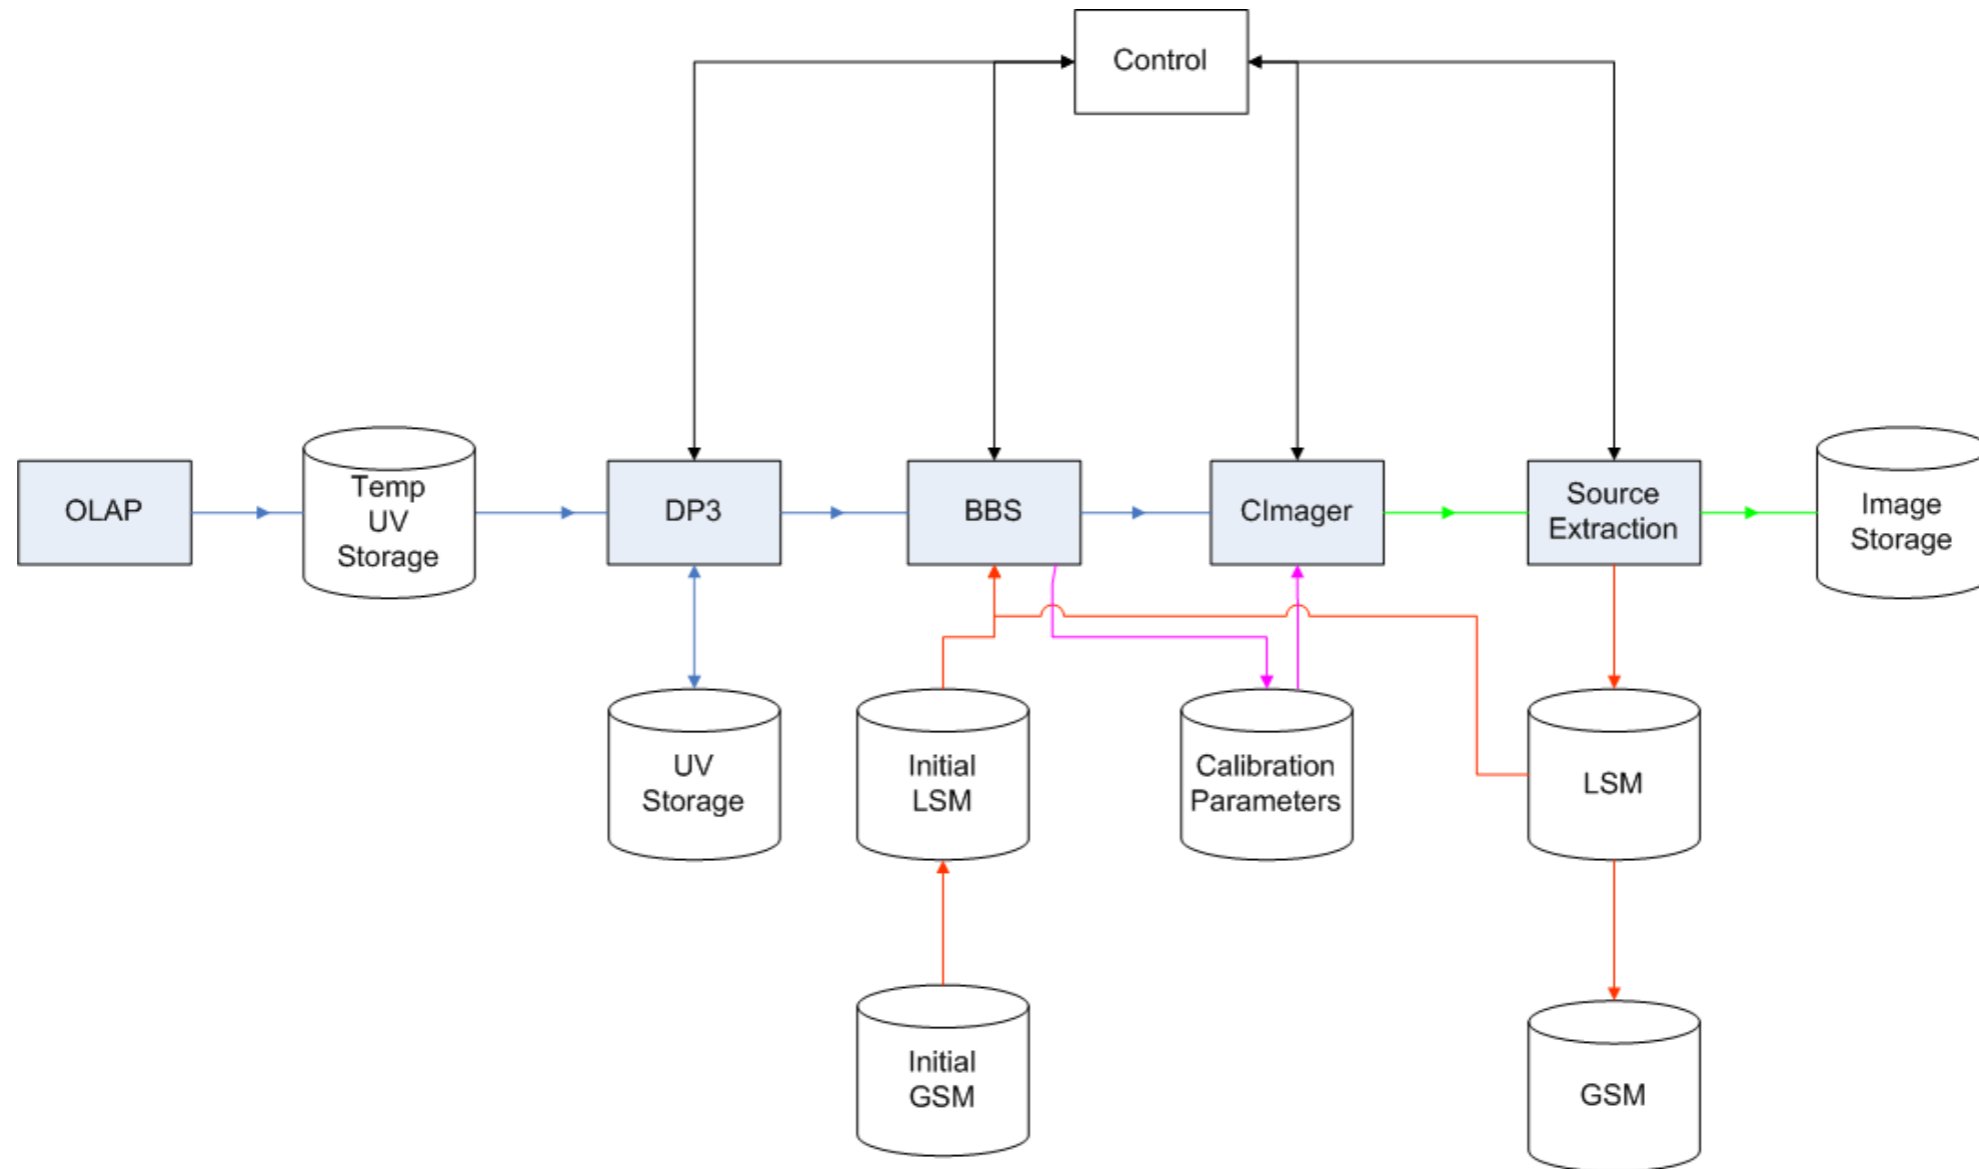 Control
OLAP
Temp
UV
Storage
DP3
BBS
CImager
Source
Extraction
Image
Storage
UV
Storage
Initial
LSM
Calibration
Parameters
LSM
Initial
GSM
GSM